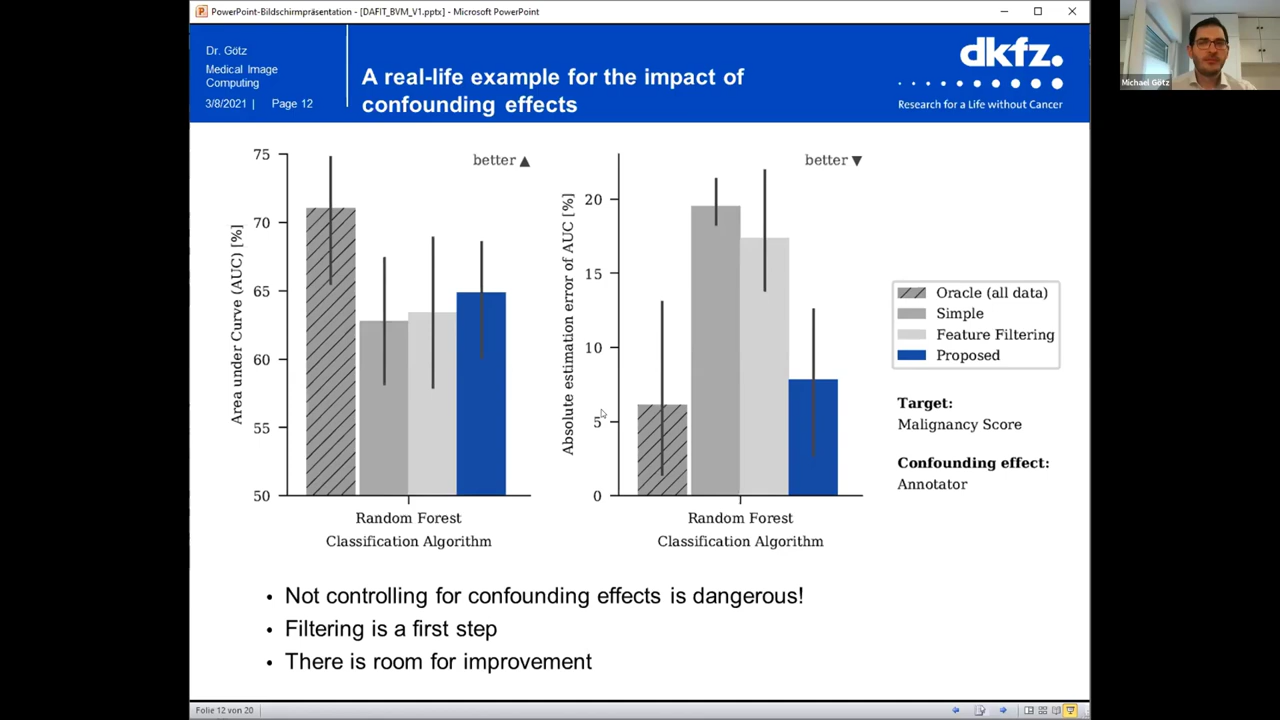 PowerPoint-Bildschirmpräsentation - [DAFIT_BVM_V1.pptx] - Microsoft PowerPoint
Dr. Götz
Medical Image
Computing
3/8/2021 | Page 12
A real-life example for the impact of
confounding effects
dkfz.
Research for a Life without Cancer
Michael Götz
better ▲
Area under Curve (AUC) [%]
75
70
65
60
55
50
Random Forest
Classification Algorithm
better ▼
Absolute estimation error of AUC [%]
20
15
10
5
0
Random Forest
Classification Algorithm
Oracle (all data)
Simple
Feature Filtering
Proposed
Target:
Malignancy Score
Confounding effect:
Annotator
• Not controlling for confounding effects is dangerous!
• Filtering is a first step
• There is room for improvement
Folie 12 von 20